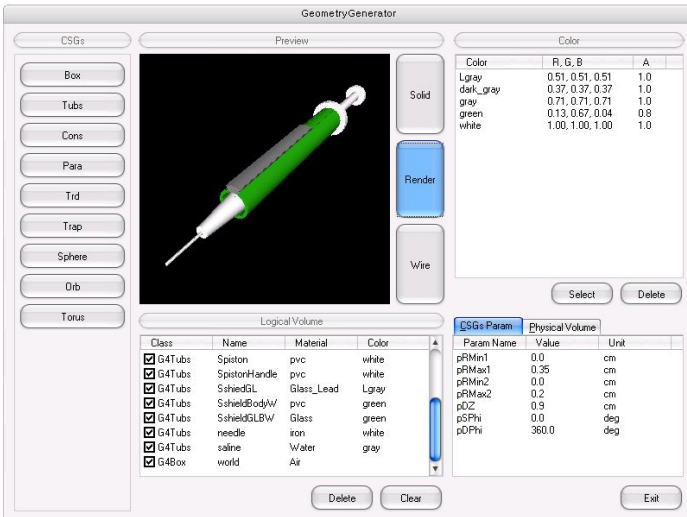 GeometryGenerator
CSGs
Box
Tubs
Cons
Para
Trd
Trap
Sphere
Orb
Torus
Preview
Solid
Render
Wire
Color
Color R, G, B A
Lgray 0.51, 0.51, 0.51 1.0
dark_gray 0.37, 0.37, 0.37 1.0
gray 0.71, 0.71, 0.71 1.0
green 0.13, 0.67, 0.04 0.8
white 1.00, 1.00, 1.00 1.0
Select Delete
Logical Volume
Class Name Material Color
G4Tubs Spiston pvc white
G4Tubs SpistonHandle pvc white
G4Tubs SshiedGL Glass_Lead Lgray
G4Tubs SshieldBodyW pvc green
G4Tubs SshieldGLBW Glass green
G4Tubs needle iron white
G4Tubs saline Water gray
G4Box world Air
Delete Clear
CSGs Param Physical Volume
Param Name Value Unit
pRMin1 0.0 cm
pRMax1 0.35 cm
pRMin2 0.0 cm
pRMax2 0.2 cm
pDZ 0.9 cm
pSPhi 0.0 deg
pDPhi 360.0 deg
Exit